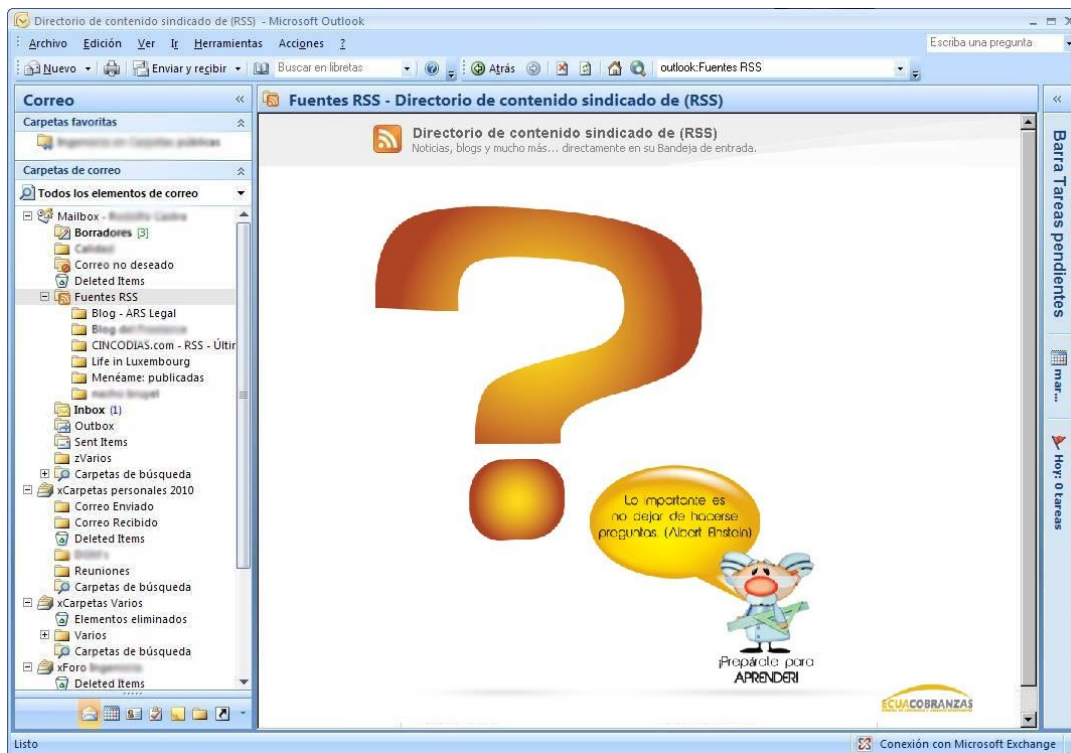 Directorio de contenido sindicado de (RSS) - Microsoft Outlook
Archivo Edición Ver Ir Herramientas Acciones ?
Escriba una pregunta
Nuevo Enviar y recibir Buscar en libretas Atrás outlook:Fuentes RSS
Correo «
Fuentes RSS - Directorio de contenido sindicado de (RSS)
«
Carpetas favoritas
Carpetas de correo
Todos los elementos de correo
Mailbox -
Borradores [3]
Correo no deseado
Deleted Items
Fuentes RSS
Blog - ARS Legal
Blog
CINCODIAS.com - RSS - Últir
Life in Luxembourg
Menéame: publicadas
Inbox (1)
Outbox
Sent Items
zVarios
Carpetas de búsqueda
xCarpetas personales 2010
Correo Enviado
Correo Recibido
Deleted Items
Reuniones
Carpetas de búsqueda
xCarpetas Varios
Elementos eliminados
Varios
Carpetas de búsqueda
xForo
Deleted Items
Directorio de contenido sindicado de (RSS)
Noticias, blogs y mucho más... directamente en su Bandeja de entrada.
?
Lo importante es
no dejar de hacerse
preguntas. (Albert Einstein)
¡Prepárate para
APRENDER!
ECUACOBRANZAS
Barra Tareas pendientes
mar...
Hoy: 0 tareas
Listo
Conexión con Microsoft Exchange